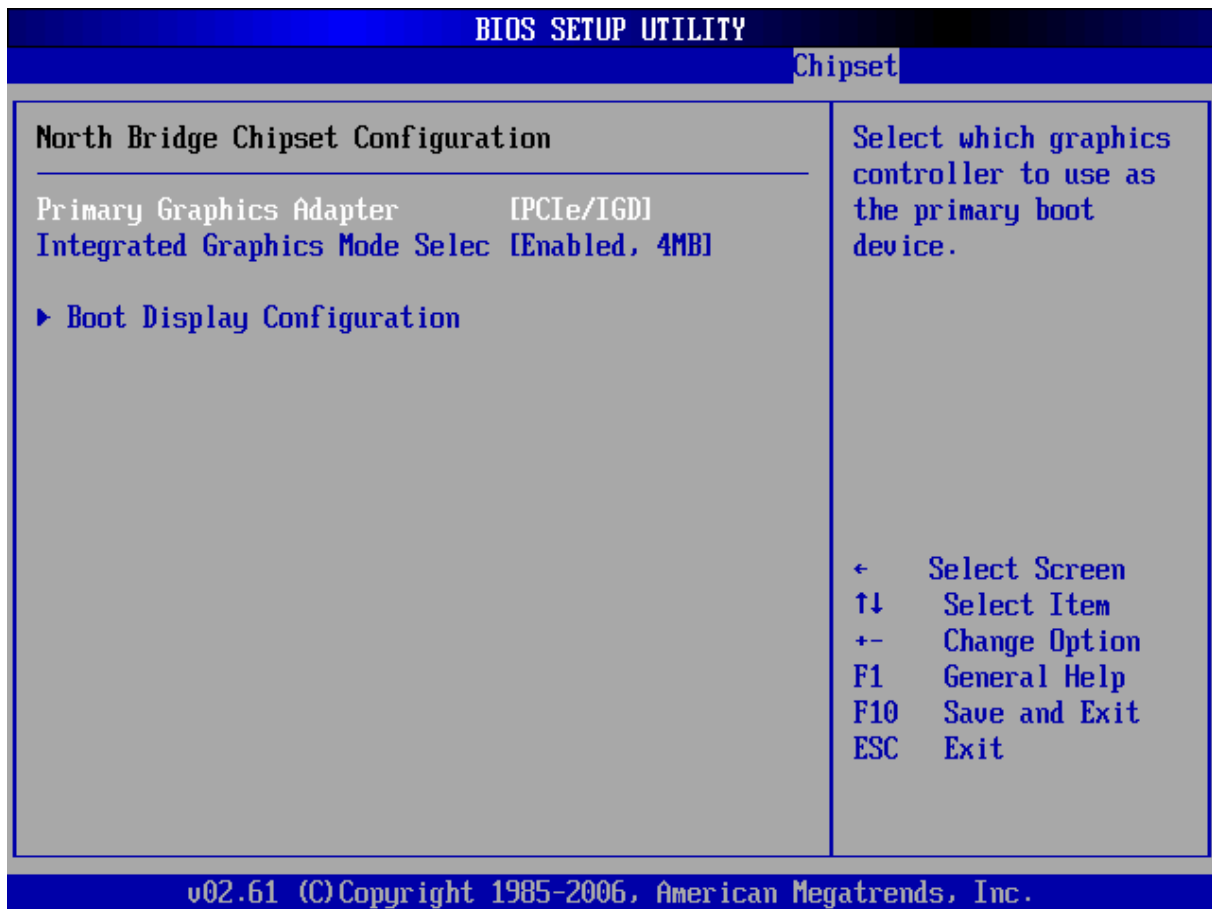 BIOS SETUP UTILITY
Chipset
North Bridge Chipset Configuration
Primary Graphics Adapter [PCIe/IGD]
Integrated Graphics Mode Selec [Enabled, 4MB]
▶ Boot Display Configuration
Select which graphics
controller to use as
the primary boot
device.
← Select Screen
↑↓ Select Item
+- Change Option
F1 General Help
F10 Save and Exit
ESC Exit
v02.61 (C)Copyright 1985-2006, American Megatrends, Inc.